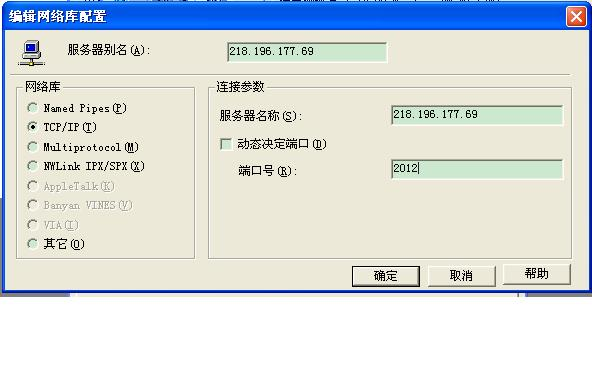 编辑网络库配置
服务器别名(A):
218.196.177.69
网络库
Named Pipes(P)
TCP/IP(T)
Multiprotocol(M)
NWLink IPX/SPX(X)
AppleTalk(K)
Banyan VINES(V)
VIA(I)
其它(O)
连接参数
服务器名称(S):
218.196.177.69
动态决定端口(D)
端口号(R):
2012
确定
取消
帮助